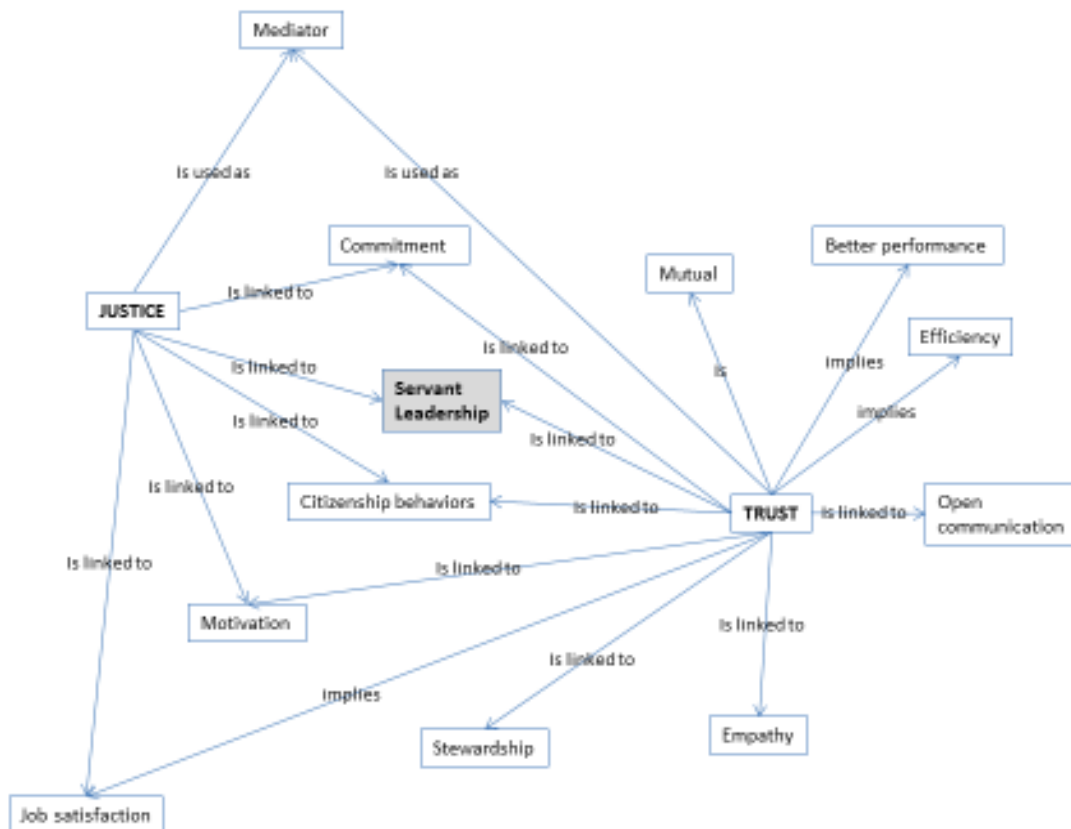 Mediator
Is used as
Is used as
Commitment
Better performance
Mutual
Is linked to
JUSTICE
Efficiency
Is linked to
implies
Is linked to
Is
Servant
Leadership
implies
Is linked to
Is linked to
Is linked to
Citizenship behaviors
Is linked to
TRUST
Is linked to
Open
communication
Is linked to
Is linked to
Motivation
Is linked to
Is linked to
implies
Stewardship
Empathy
Job satisfaction